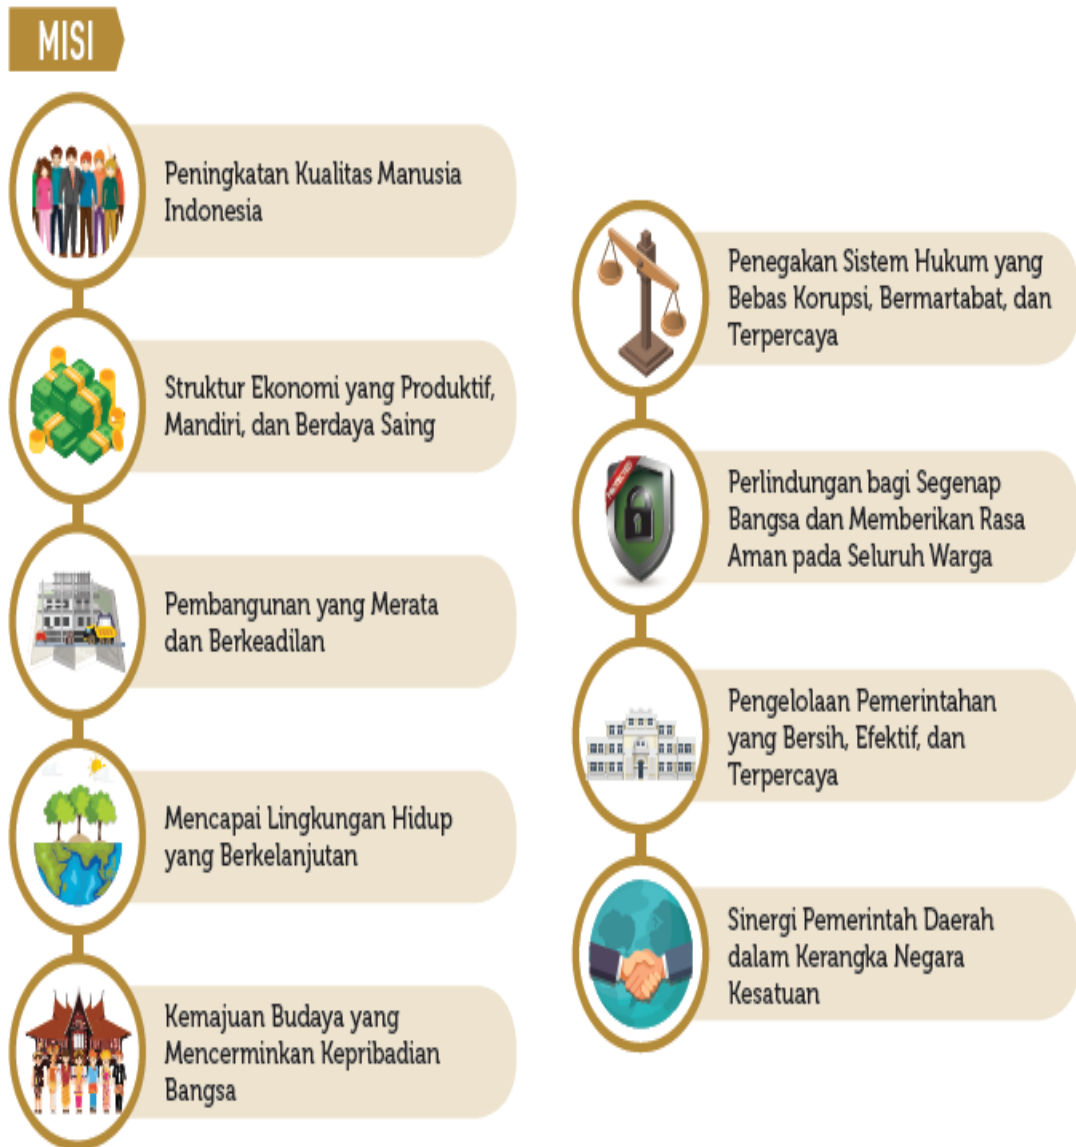 MISI
Peningkatan Kualitas Manusia
Indonesia
Struktur Ekonomi yang Produktif,
Mandiri, dan Berdaya Saing
Pembangunan yang Merata
dan Berkeadilan
Mencapai Lingkungan Hidup
yang Berkelanjutan
Kemajuan Budaya yang
Mencerminkan Kepribadian
Bangsa
Penegakan Sistem Hukum yang
Bebas Korupsi, Bermartabat, dan
Terpercaya
PROTECTED
Perlindungan bagi Segenap
Bangsa dan Memberikan Rasa
Aman pada Seluruh Warga
Pengelolaan Pemerintahan
yang Bersih, Efektif, dan
Terpercaya
Sinergi Pemerintah Daerah
dalam Kerangka Negara
Kesatuan